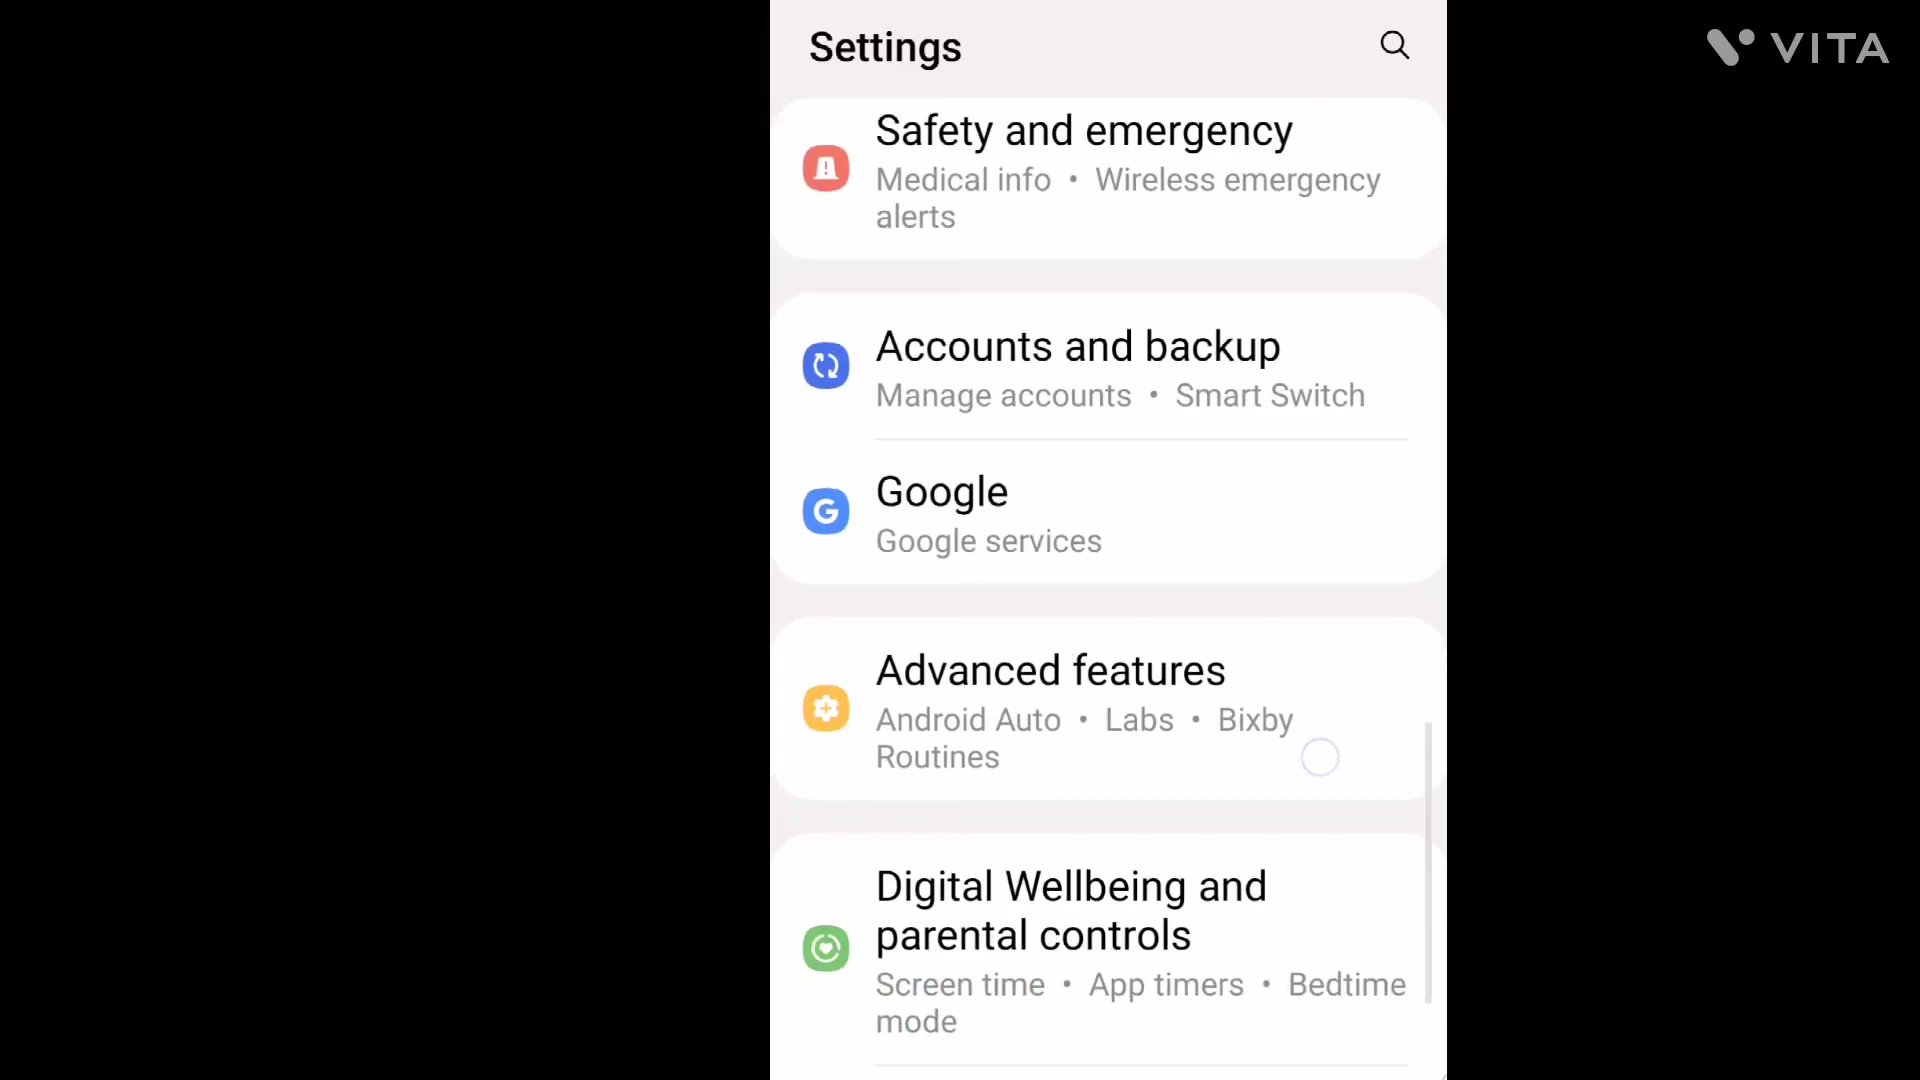 Settings
VITA
Safety and emergency
Medical info • Wireless emergency
alerts
Accounts and backup
Manage accounts • Smart Switch
Google
Google services
Advanced features
Android Auto • Labs • Bixby
Routines
Digital Wellbeing and
parental controls
Screen time • App timers • Bedtime
mode